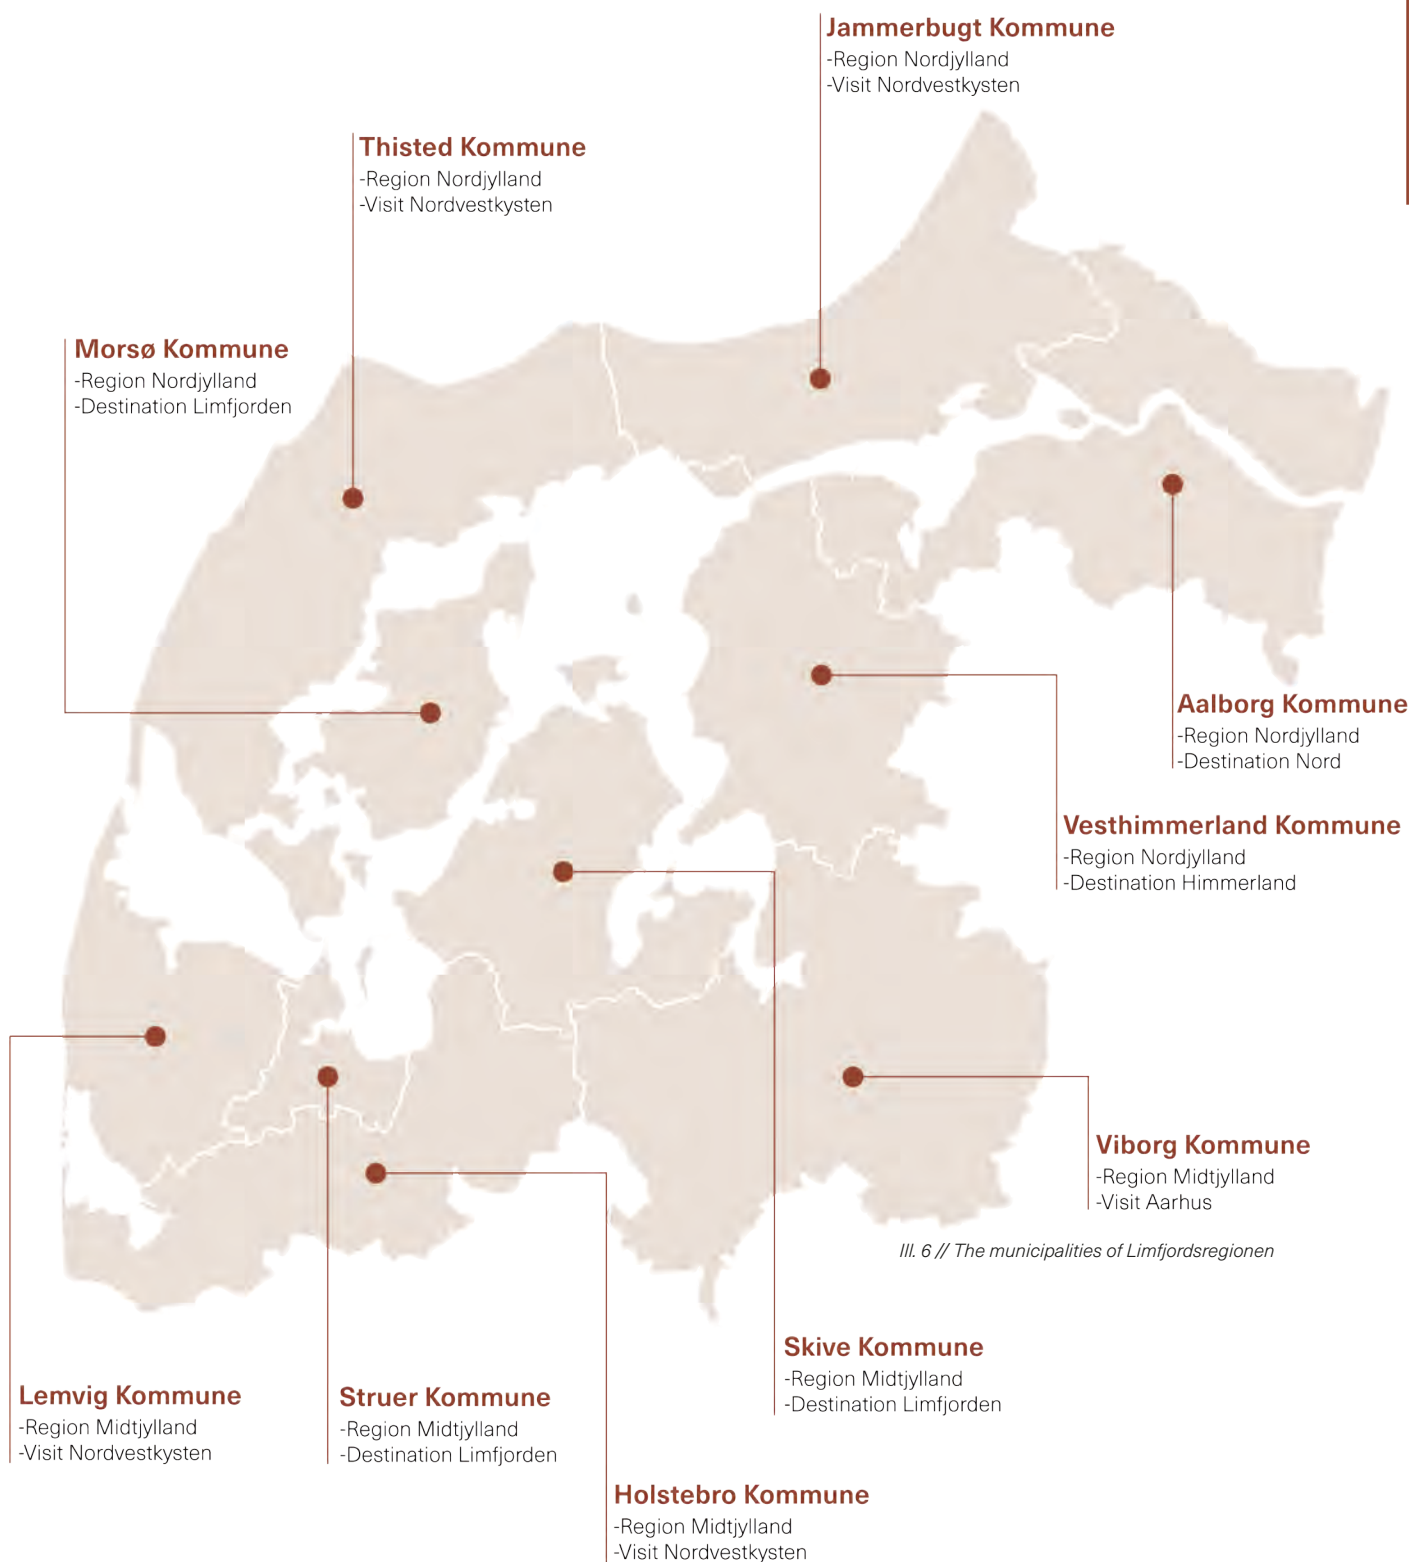 Jammerbugt Kommune
-Region Nordjylland
-Visit Nordvestkysten
Thisted Kommune
-Region Nordjylland
-Visit Nordvestkysten
Morsø Kommune
-Region Nordjylland
-Destination Limfjorden
Aalborg Kommune
-Region Nordjylland
-Destination Nord
Vesthimmerland Kommune
-Region Nordjylland
-Destination Himmerland
Viborg Kommune
-Region Midtjylland
-Visit Aarhus
Ill. 6 // The municipalities of Limfjordsregionen
Skive Kommune
-Region Midtjylland
-Destination Limfjorden
Lemvig Kommune
-Region Midtjylland
-Visit Nordvestkysten
Struer Kommune
-Region Midtjylland
-Destination Limfjorden
Holstebro Kommune
-Region Midtjylland
-Visit Nordvestkysten